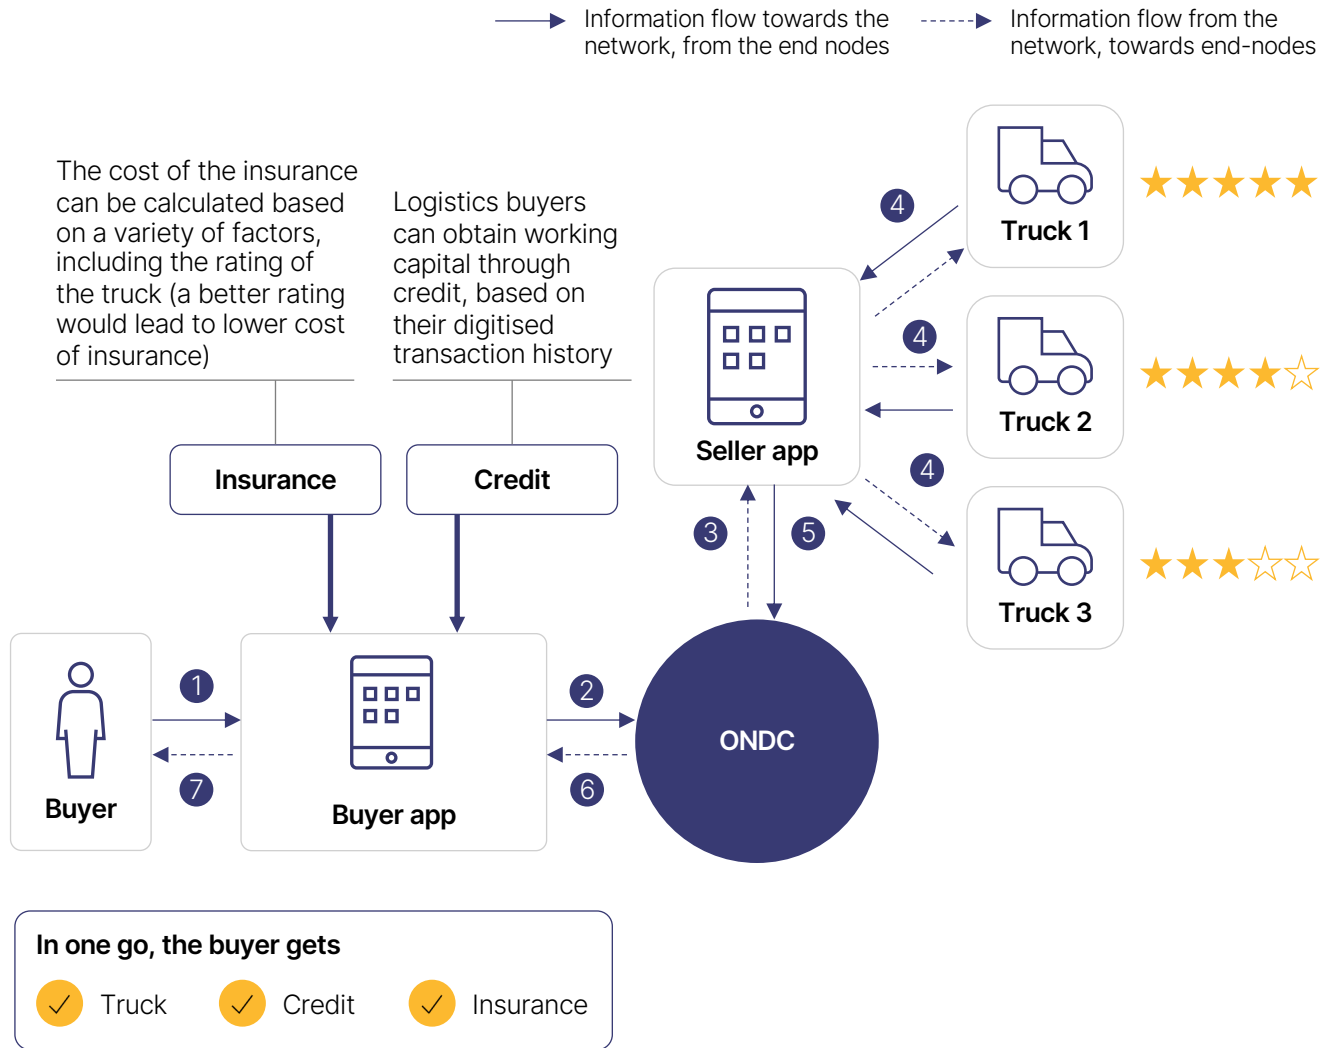 Information flow towards the
network, from the end nodes
Information flow from the
network, towards end-nodes
The cost of the insurance
can be calculated based
on a variety of factors,
including the rating of
the truck (a better rating
would lead to lower cost
of insurance)
Logistics buyers
can obtain working
capital through
credit, based on
their digitised
transaction history
4
Truck 1
4
Truck 2
Seller app
4
Truck 3
Insurance
Credit
3
5
1
2
ONDC
7
6
Buyer
Buyer app
In one go, the buyer gets
Truck
Credit
Insurance